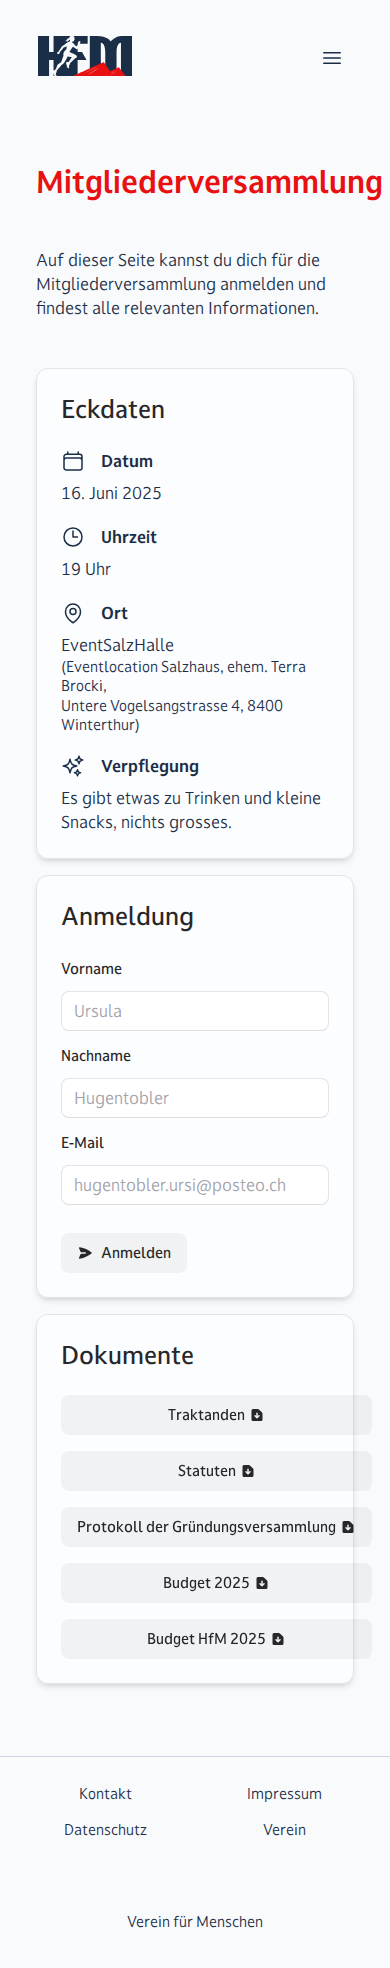 HFM
Mitgliederversammlung
Auf dieser Seite kannst du dich für die
Mitgliederversammlung anmelden und
findest alle relevanten Informationen.
Eckdaten
Datum
16. Juni 2025
Uhrzeit
19 Uhr
Ort
EventSalzHalle
(Eventlocation Salzhaus, ehem. Terra
Brocki,
Untere Vogelsangstrasse 4, 8400
Winterthur)
Verpflegung
Es gibt etwas zu Trinken und kleine
Snacks, nichts grosses.
Anmeldung
Vorname
Ursula
Nachname
Hugentobler
E-Mail
hugentobler.ursi@posteo.ch
Anmelden
Dokumente
Traktanden
Statuten
Protokoll der Gründungsversammlung
Budget 2025
Budget HfM 2025
Kontakt
Impressum
Datenschutz
Verein
Verein für Menschen